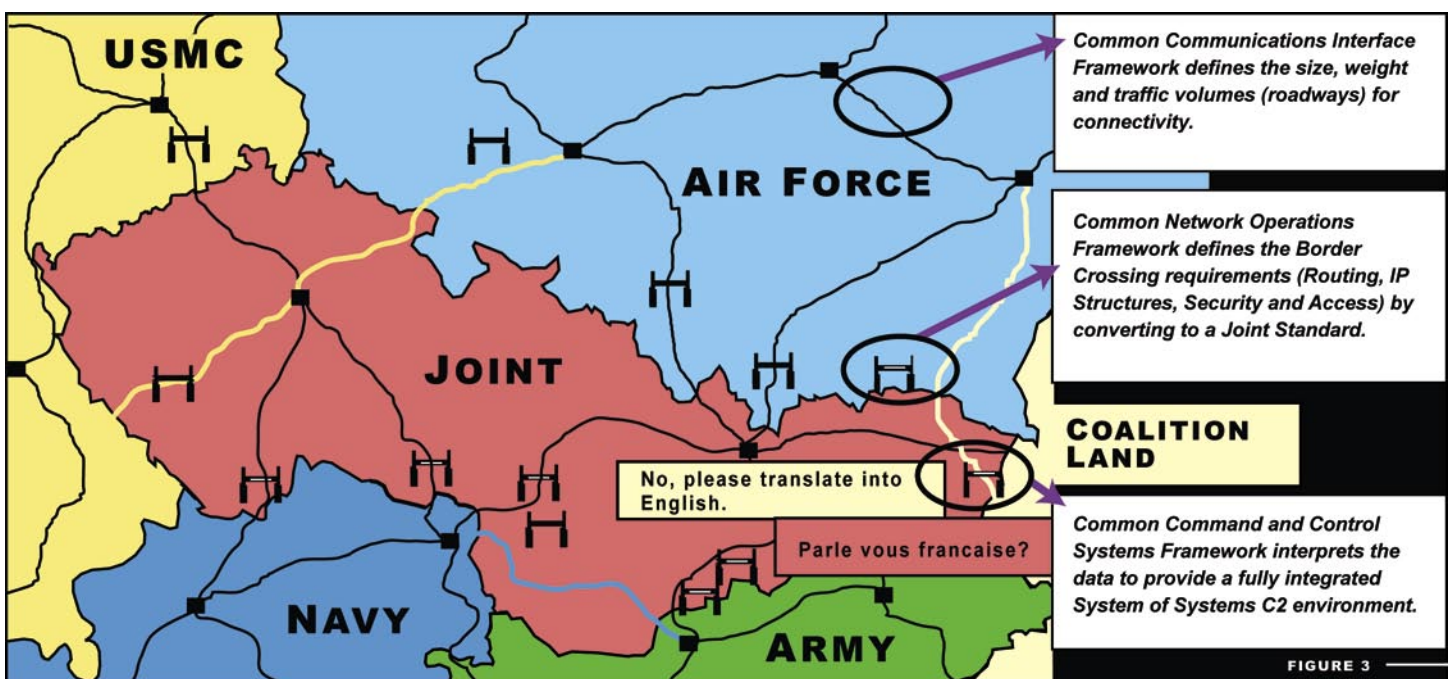 USMC
AIR FORCE
JOINT
NAVY
ARMY
COALITION
LAND
No, please translate into
English.
Parle vous francaise?
Common Communications Interface
Framework defines the size, weight
and traffic volumes (roadways) for
connectivity.
Common Network Operations
Framework defines the Border
Crossing requirements (Routing, IP
Structures, Security and Access) by
converting to a Joint Standard.
Common Command and Control
Systems Framework interprets the
data to provide a fully integrated
System of Systems C2 environment.
FIGURE 3